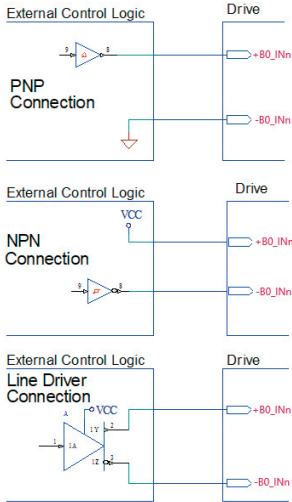 External Control Logic Drive
9 8 +B0_INn
PNP
Connection
-B0_INn
External Control Logic Drive
VCC
NPN +B0_INn
Connection
9 8 -B0_INn
External Control Logic Drive
Line Driver
Connection
A VCC +B0_INn
1Y 2
1 1A
1Z 3
-B0_INn